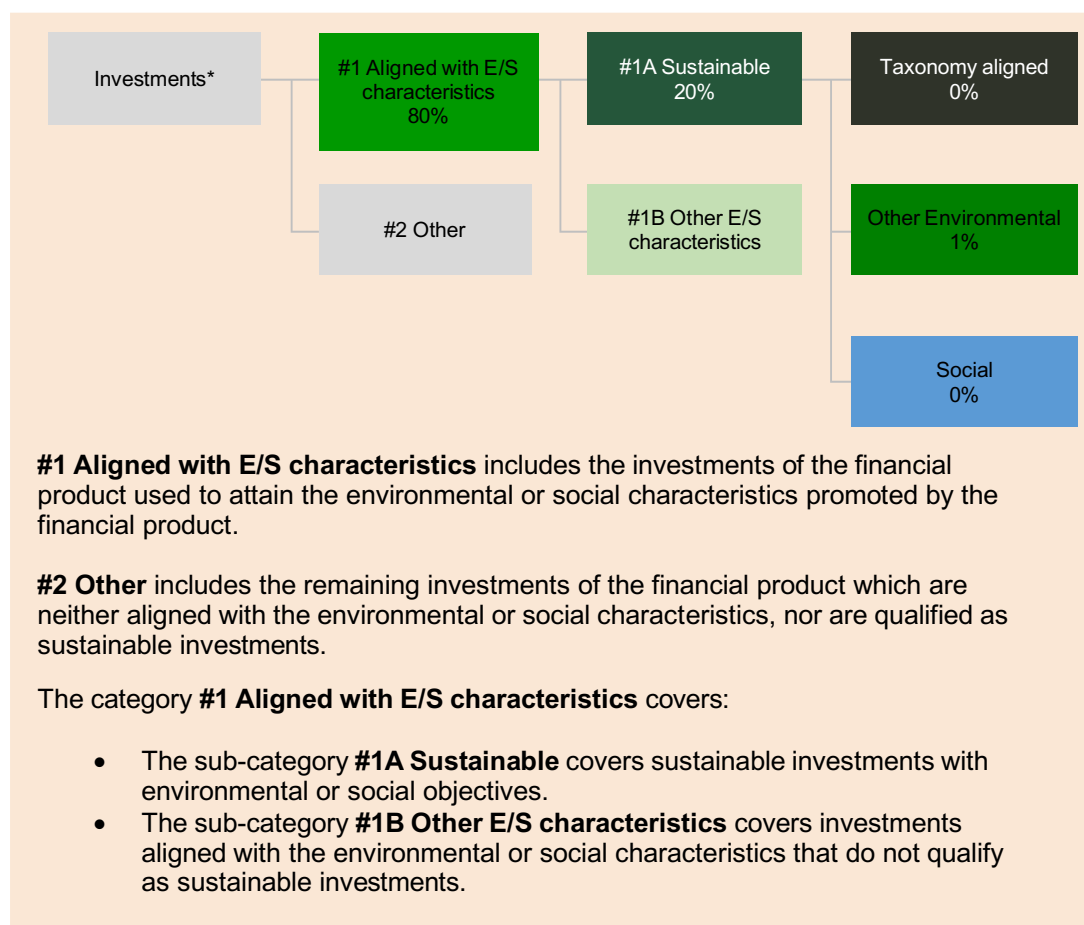 Investments*
#1 Aligned with E/S
characteristics
80%
#1A Sustainable
20%
Taxonomy aligned
0%
#2 Other
#1B Other E/S
characteristics
Other Environmental
1%
Social
0%
#1 Aligned with E/S characteristics includes the investments of the financial
product used to attain the environmental or social characteristics promoted by the
financial product.
#2 Other includes the remaining investments of the financial product which are
neither aligned with the environmental or social characteristics, nor are qualified as
sustainable investments.
The category #1 Aligned with E/S characteristics covers:
• The sub-category #1A Sustainable covers sustainable investments with
environmental or social objectives.
• The sub-category #1B Other E/S characteristics covers investments
aligned with the environmental or social characteristics that do not qualify
as sustainable investments.